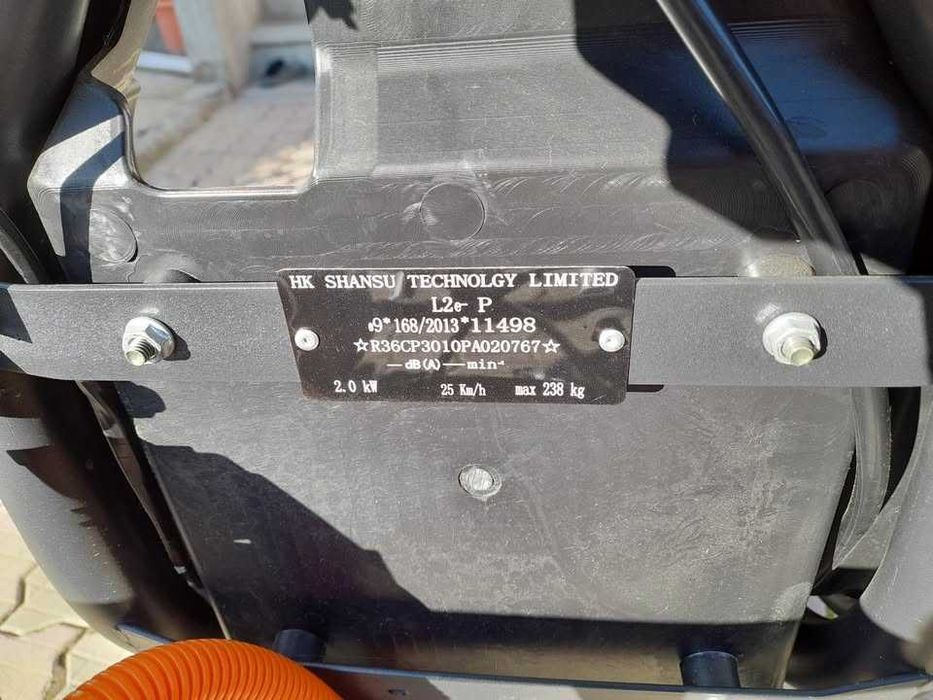 HK SHANSU TECHNOLGY LIMITED
L2e- P
e9*168/2013*11498
☆R36CP3010PA020767☆
—dB(A)—min⁻¹
2.0 kW 25 Km/h max 238 kg